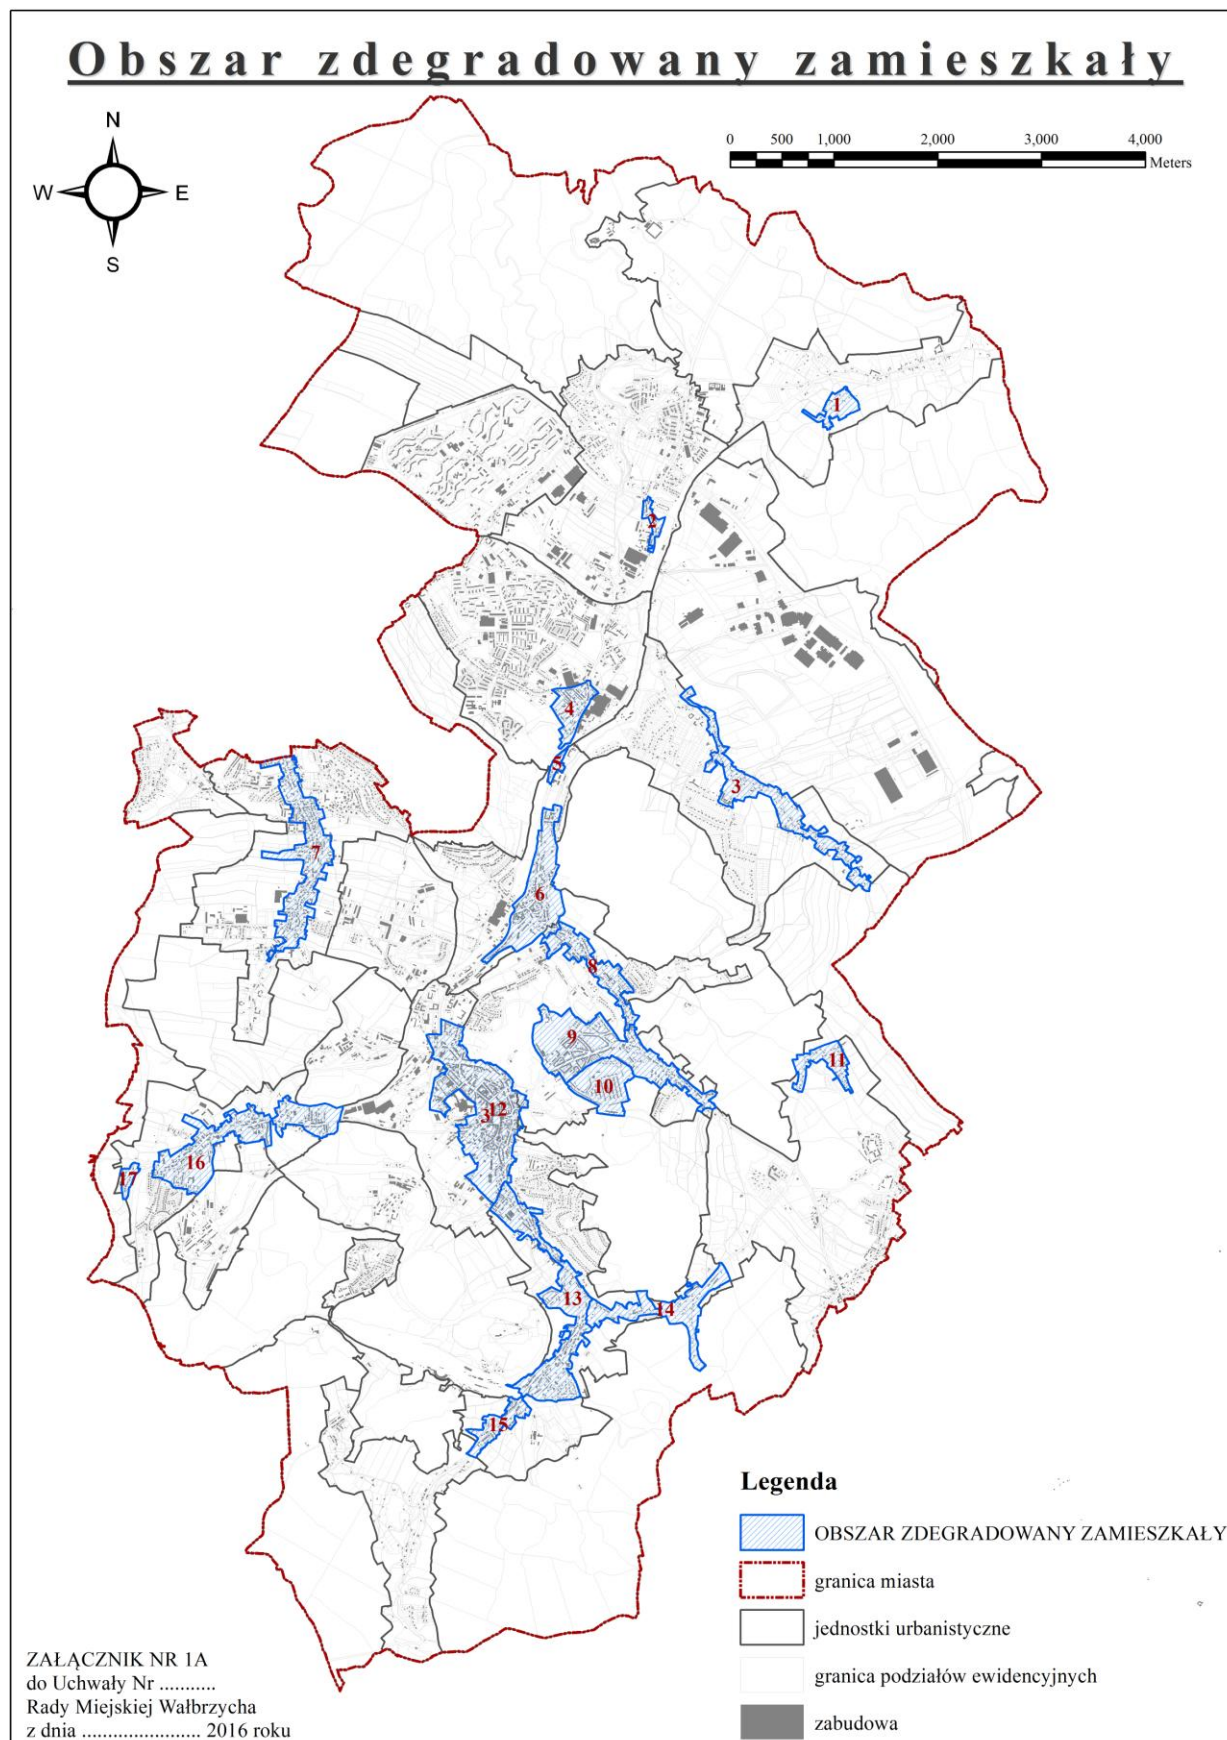 Obszar zdegradowany zamieszkały
N
W E
S
0 500 1,000 2,000 3,000 4,000
Meters
1
2
3
4
5
6
7
8
9
10
11
3 12
13
14
15
16
17
Legenda
OBSZAR ZDEGRADOWANY ZAMIESZKAŁY
granica miasta
jednostki urbanistyczne
granica podziałów ewidencyjnych
zabudowa
ZAŁĄCZNIK NR 1A
do Uchwały Nr ...........
Rady Miejskiej Wałbrzycha
z dnia ....................... 2016 roku